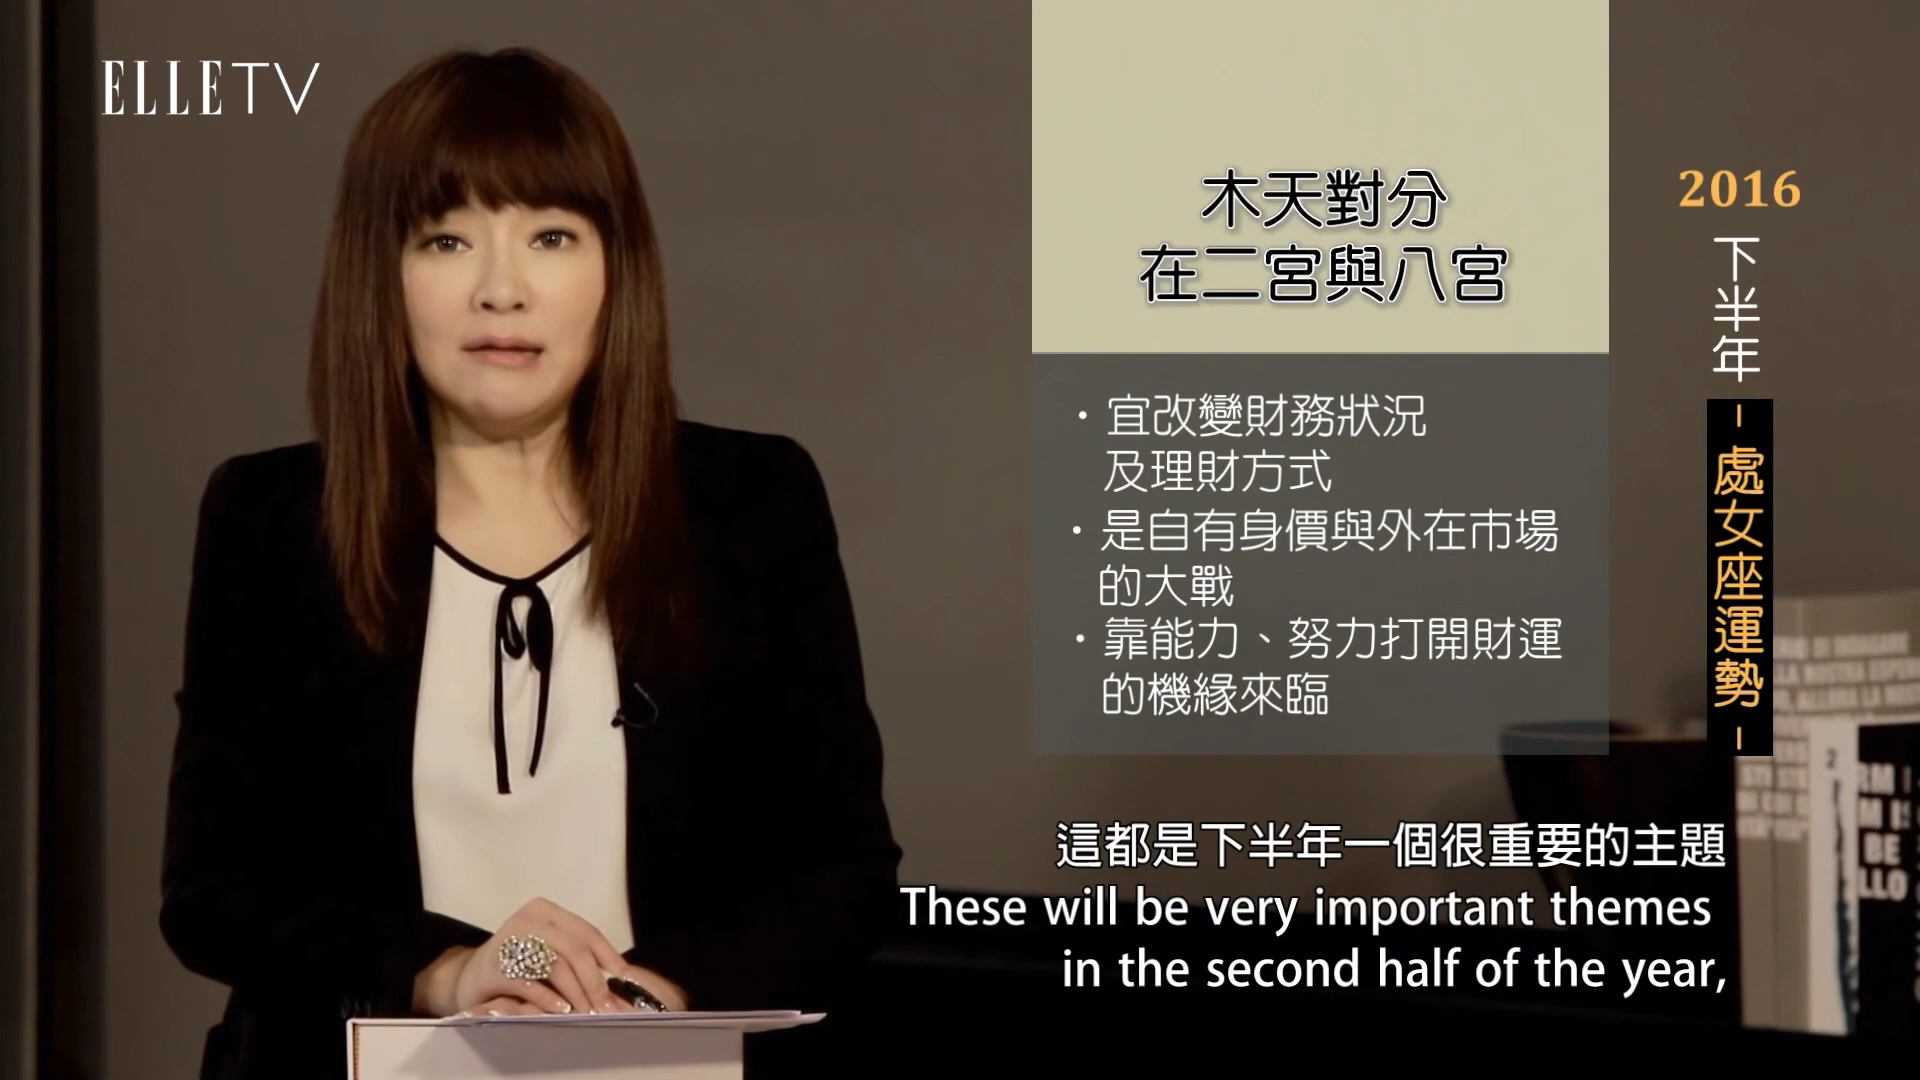 ELLETV
木天對分
在二宮與八宮
・宜改變財務狀況
及理財方式
・是自有身價與外在市場
的大戰
・靠能力、努力打開財運
的機緣來臨
2016
下半年
-處女座運勢-
這都是下半年一個很重要的主題
These will be very important themes
in the second half of the year,
2
BE